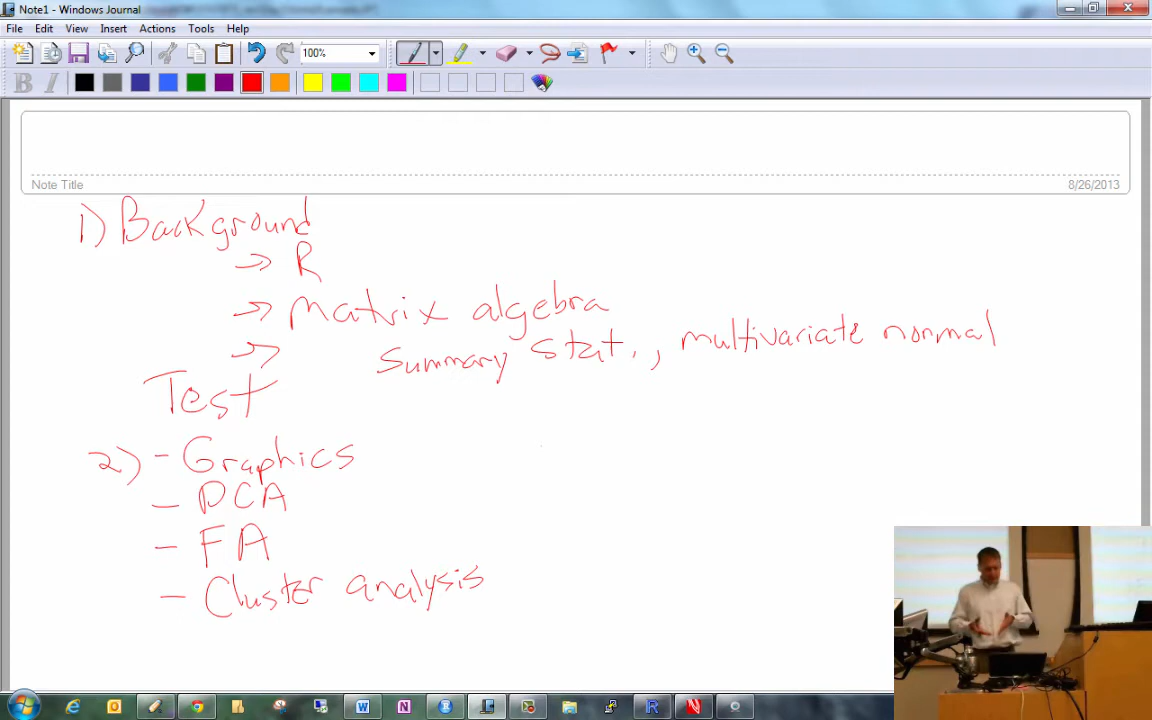 Note1 - Windows Journal
File Edit View Insert Actions Tools Help
100%
B I
Note Title 8/26/2013
1) Background
→ R
→ Matrix algebra
→ Summary stat., multivariate normal
Test
2) - Graphics
- PCA
- FA
- Cluster analysis